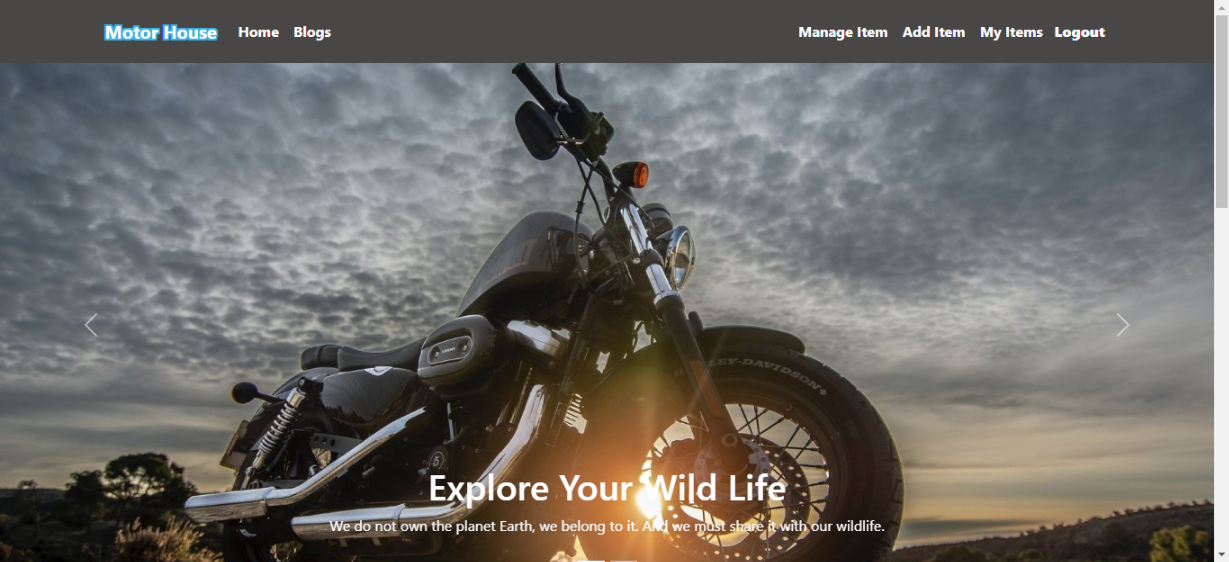 Motor House Home Blogs Manage Item Add Item My Items Logout
LEY-DAVIDSON
Explore Your Wild Life
We do not own the planet Earth, we belong to it. And we must share it with our wildlife.